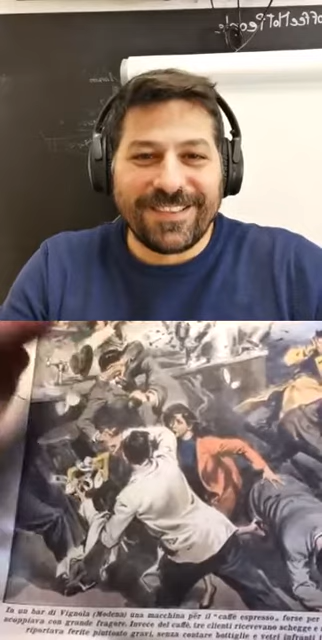 In un bar di Vignola (Modena) una macchina per il "caffè espresso„ forse per
scoppiava con grande fragore. Invece del caffè, tre clienti ricevevano schegge e
riportava ferite piuttosto gravi, senza contare bottiglie e vetri infranti